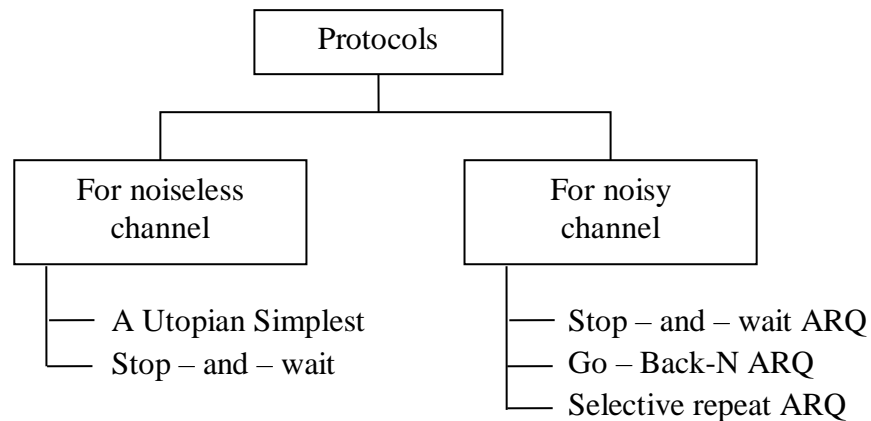 Protocols
For noiseless
channel
For noisy
channel
A Utopian Simplest
Stop – and – wait
Stop – and – wait ARQ
Go – Back-N ARQ
Selective repeat ARQ